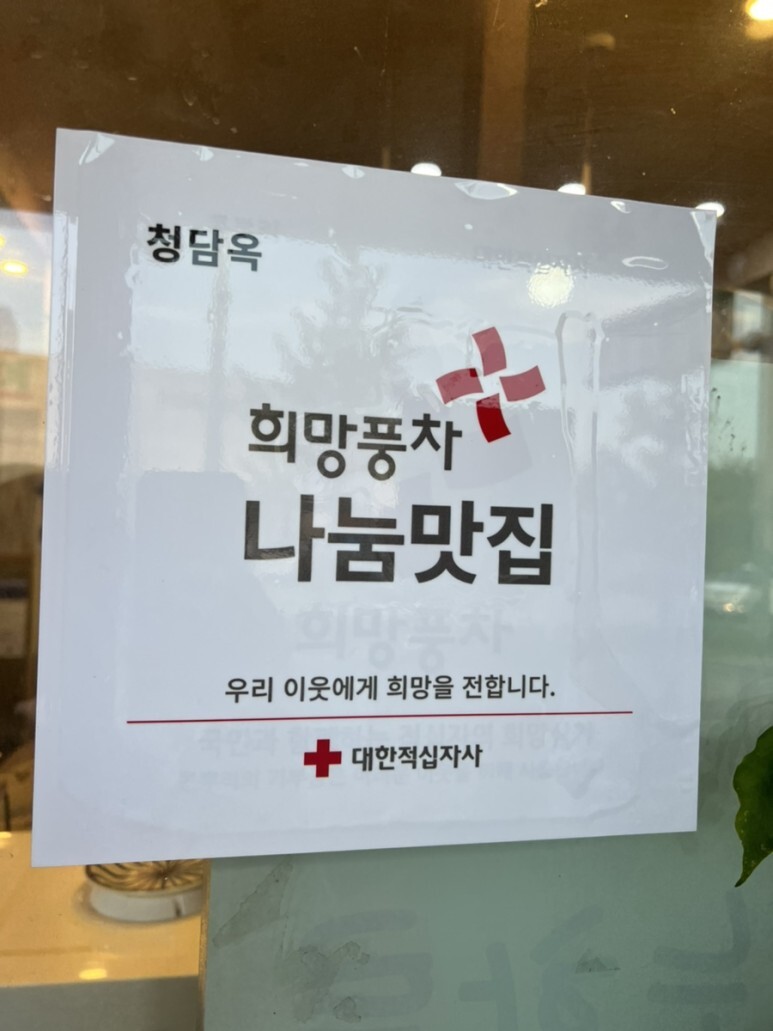 청담옥
희망풍차
나눔맛집
우리 이웃에게 희망을 전합니다.
대한적십자사